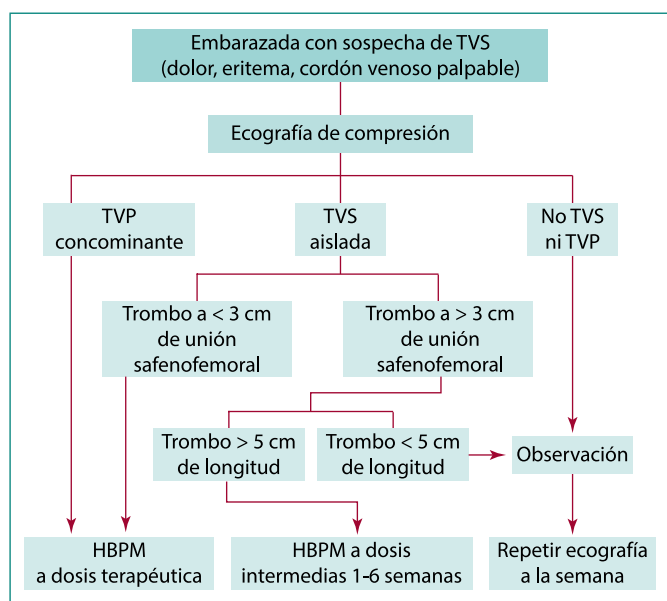 Embarazada con sospecha de TVS
(dolor, eritema, cordón venoso palpable)
Ecografía de compresión
TVP
concominante
TVS
aislada
No TVS
ni TVP
Trombo a < 3 cm
de unión
safenofemoral
Trombo a > 3 cm
de unión
safenofemoral
Trombo > 5 cm
de longitud
Trombo < 5 cm
de longitud
Observación
HBPM
a dosis terapéutica
HBPM a dosis
intermedias 1-6 semanas
Repetir ecografía
a la semana